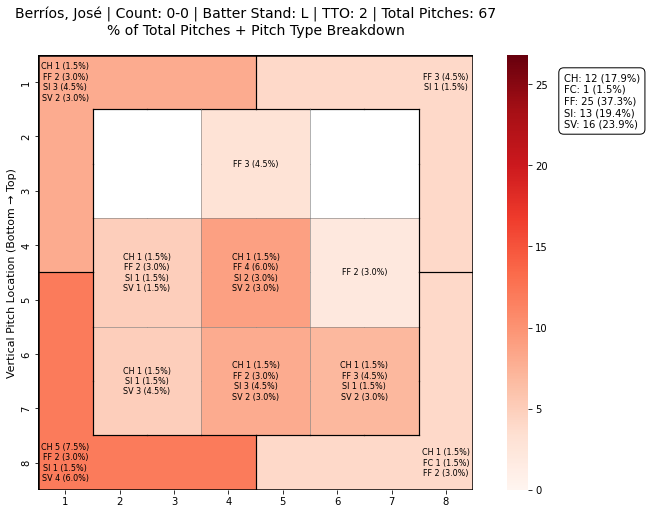 Berríos, José | Count: 0-0 | Batter Stand: L | TTO: 2 | Total Pitches: 67
% of Total Pitches + Pitch Type Breakdown
CH 1 (1.5%)
FF 2 (3.0%)
SI 3 (4.5%)
SV 2 (3.0%)
FF 3 (4.5%)
SI 1 (1.5%)
FF 3 (4.5%)
CH 1 (1.5%)
FF 2 (3.0%)
SI 1 (1.5%)
SV 1 (1.5%)
CH 1 (1.5%)
FF 4 (6.0%)
SI 2 (3.0%)
SV 2 (3.0%)
FF 2 (3.0%)
CH 1 (1.5%)
SI 1 (1.5%)
SV 3 (4.5%)
CH 1 (1.5%)
FF 2 (3.0%)
SI 3 (4.5%)
SV 2 (3.0%)
CH 1 (1.5%)
FF 3 (4.5%)
SI 1 (1.5%)
SV 2 (3.0%)
CH 5 (7.5%)
FF 2 (3.0%)
SI 1 (1.5%)
SV 4 (6.0%)
CH 1 (1.5%)
FC 1 (1.5%)
FF 2 (3.0%)
Vertical Pitch Location (Bottom → Top)
1
2
3
4
5
6
7
8
1 2 3 4 5 6 7 8
25
20
15
10
5
0
CH: 12 (17.9%)
FC: 1 (1.5%)
FF: 25 (37.3%)
SI: 13 (19.4%)
SV: 16 (23.9%)